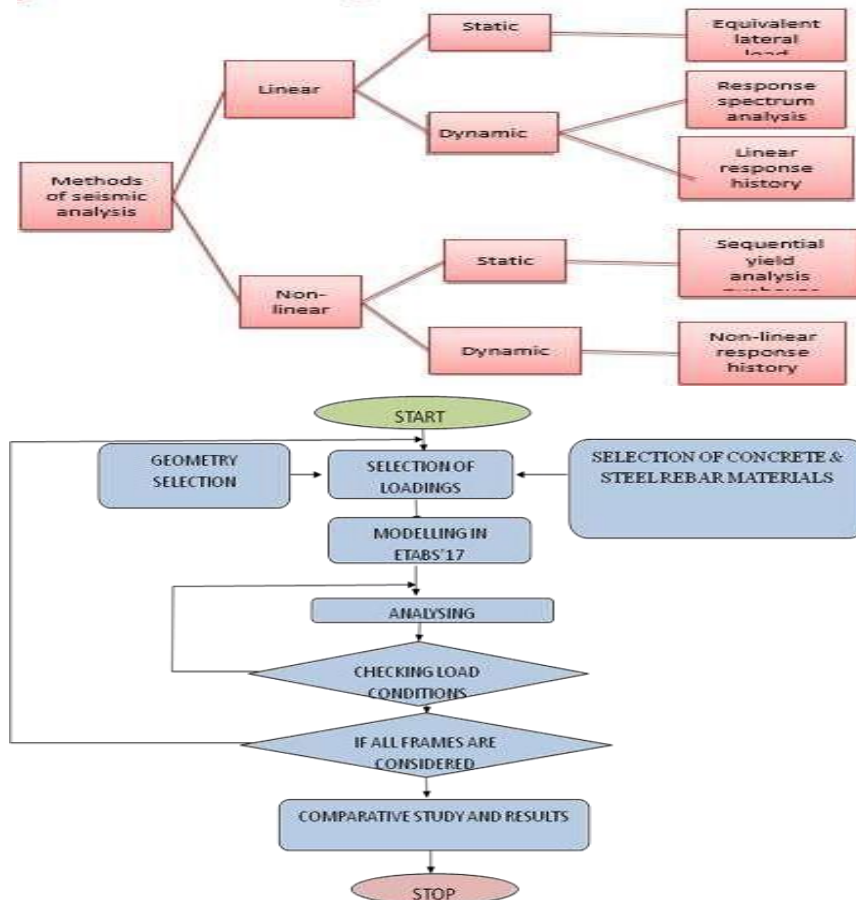 Static
Equivalent
lateral
load
Linear
Response
spectrum
analysis
Dynamic
Linear
response
history
Methods
of seismic
analysis
Static
Sequential
yield
analysis
Non-
linear
Dynamic
Non-linear
response
history
START
GEOMETRY
SELECTION
SELECTION OF
LOADINGS
SELECTION OF CONCRETE &
STEEL REBAR MATERIALS
MODELLING IN
ETABS'17
ANALYSING
CHECKING LOAD
CONDITIONS
IF ALL FRAMES ARE
CONSIDERED
COMPARATIVE STUDY AND RESULTS
STOP